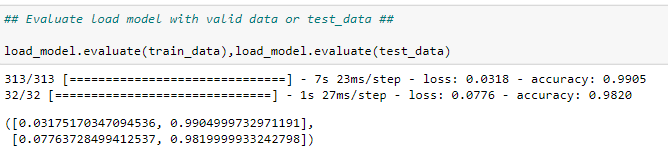 ## Evaluate load model with valid data or test_data ##
load_model.evaluate(train_data),load_model.evaluate(test_data)
313/313 [==============================] - 7s 23ms/step - loss: 0.0318 - accuracy: 0.9905
32/32 [==============================] - 1s 27ms/step - loss: 0.0776 - accuracy: 0.9820
([0.03175170347094536, 0.9904999732971191],
[0.07763728499412537, 0.9819999933242798])